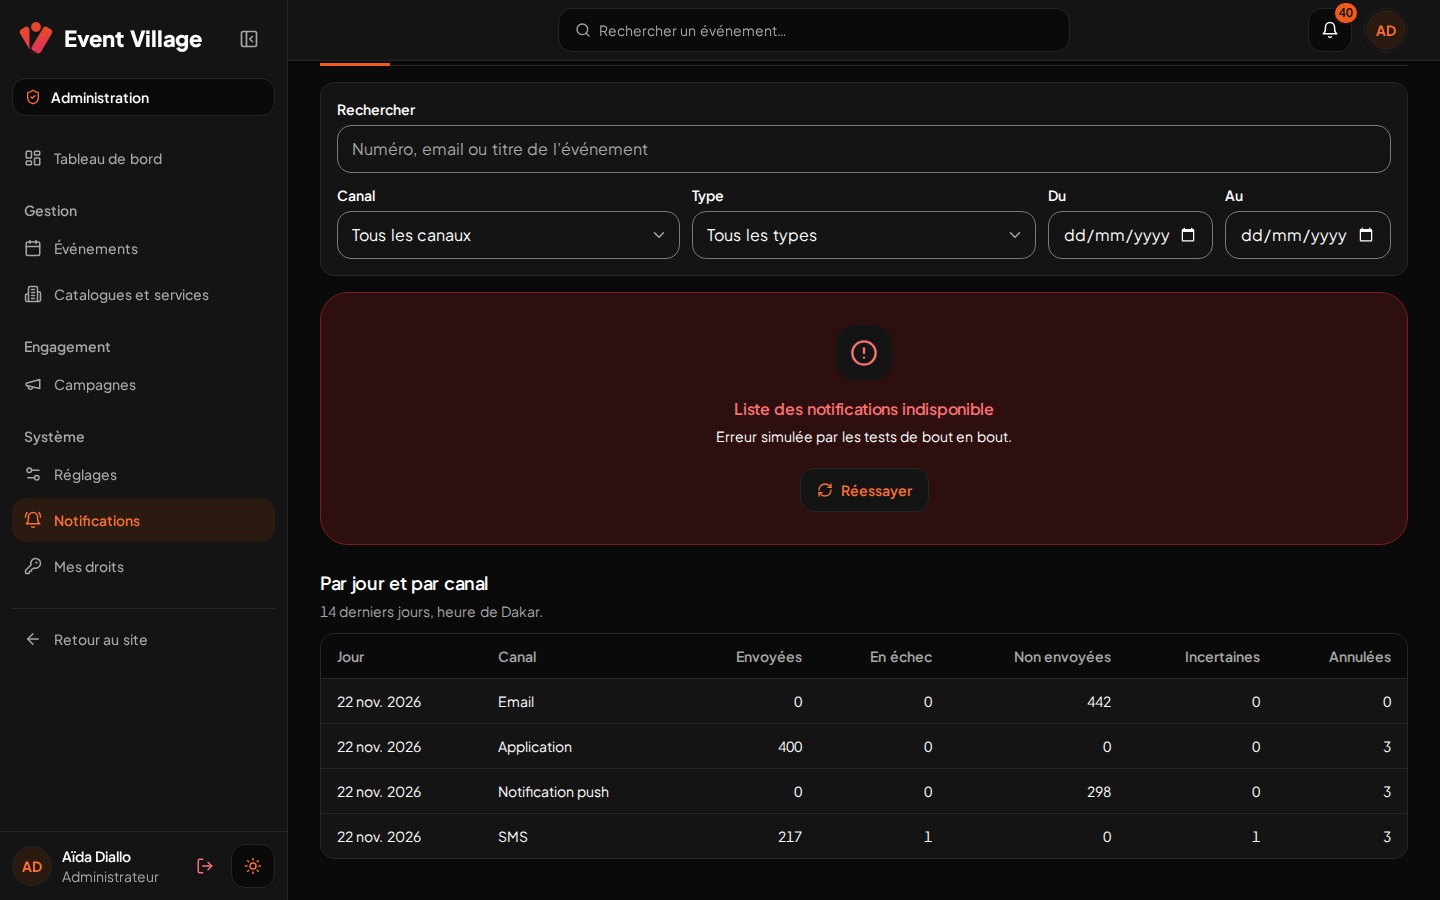 Event Village
Rechercher un événement...
40
AD
Administration
Tableau de bord
Gestion
Événements
Catalogues et services
Engagement
Campagnes
Système
Réglages
Notifications
Mes droits
Retour au site
AD
Aïda Diallo
Administrateur
Rechercher
Numéro, email ou titre de l’événement
Canal Type Du Au
Tous les canaux Tous les types dd/mm/yyyy dd/mm/yyyy
Liste des notifications indisponible
Erreur simulée par les tests de bout en bout.
Réessayer
Par jour et par canal
14 derniers jours, heure de Dakar.
Jour Canal Envoyées En échec Non envoyées Incertaines Annulées
22 nov. 2026 Email 0 0 442 0 0
22 nov. 2026 Application 400 0 0 0 3
22 nov. 2026 Notification push 0 0 298 0 3
22 nov. 2026 SMS 217 1 0 1 3